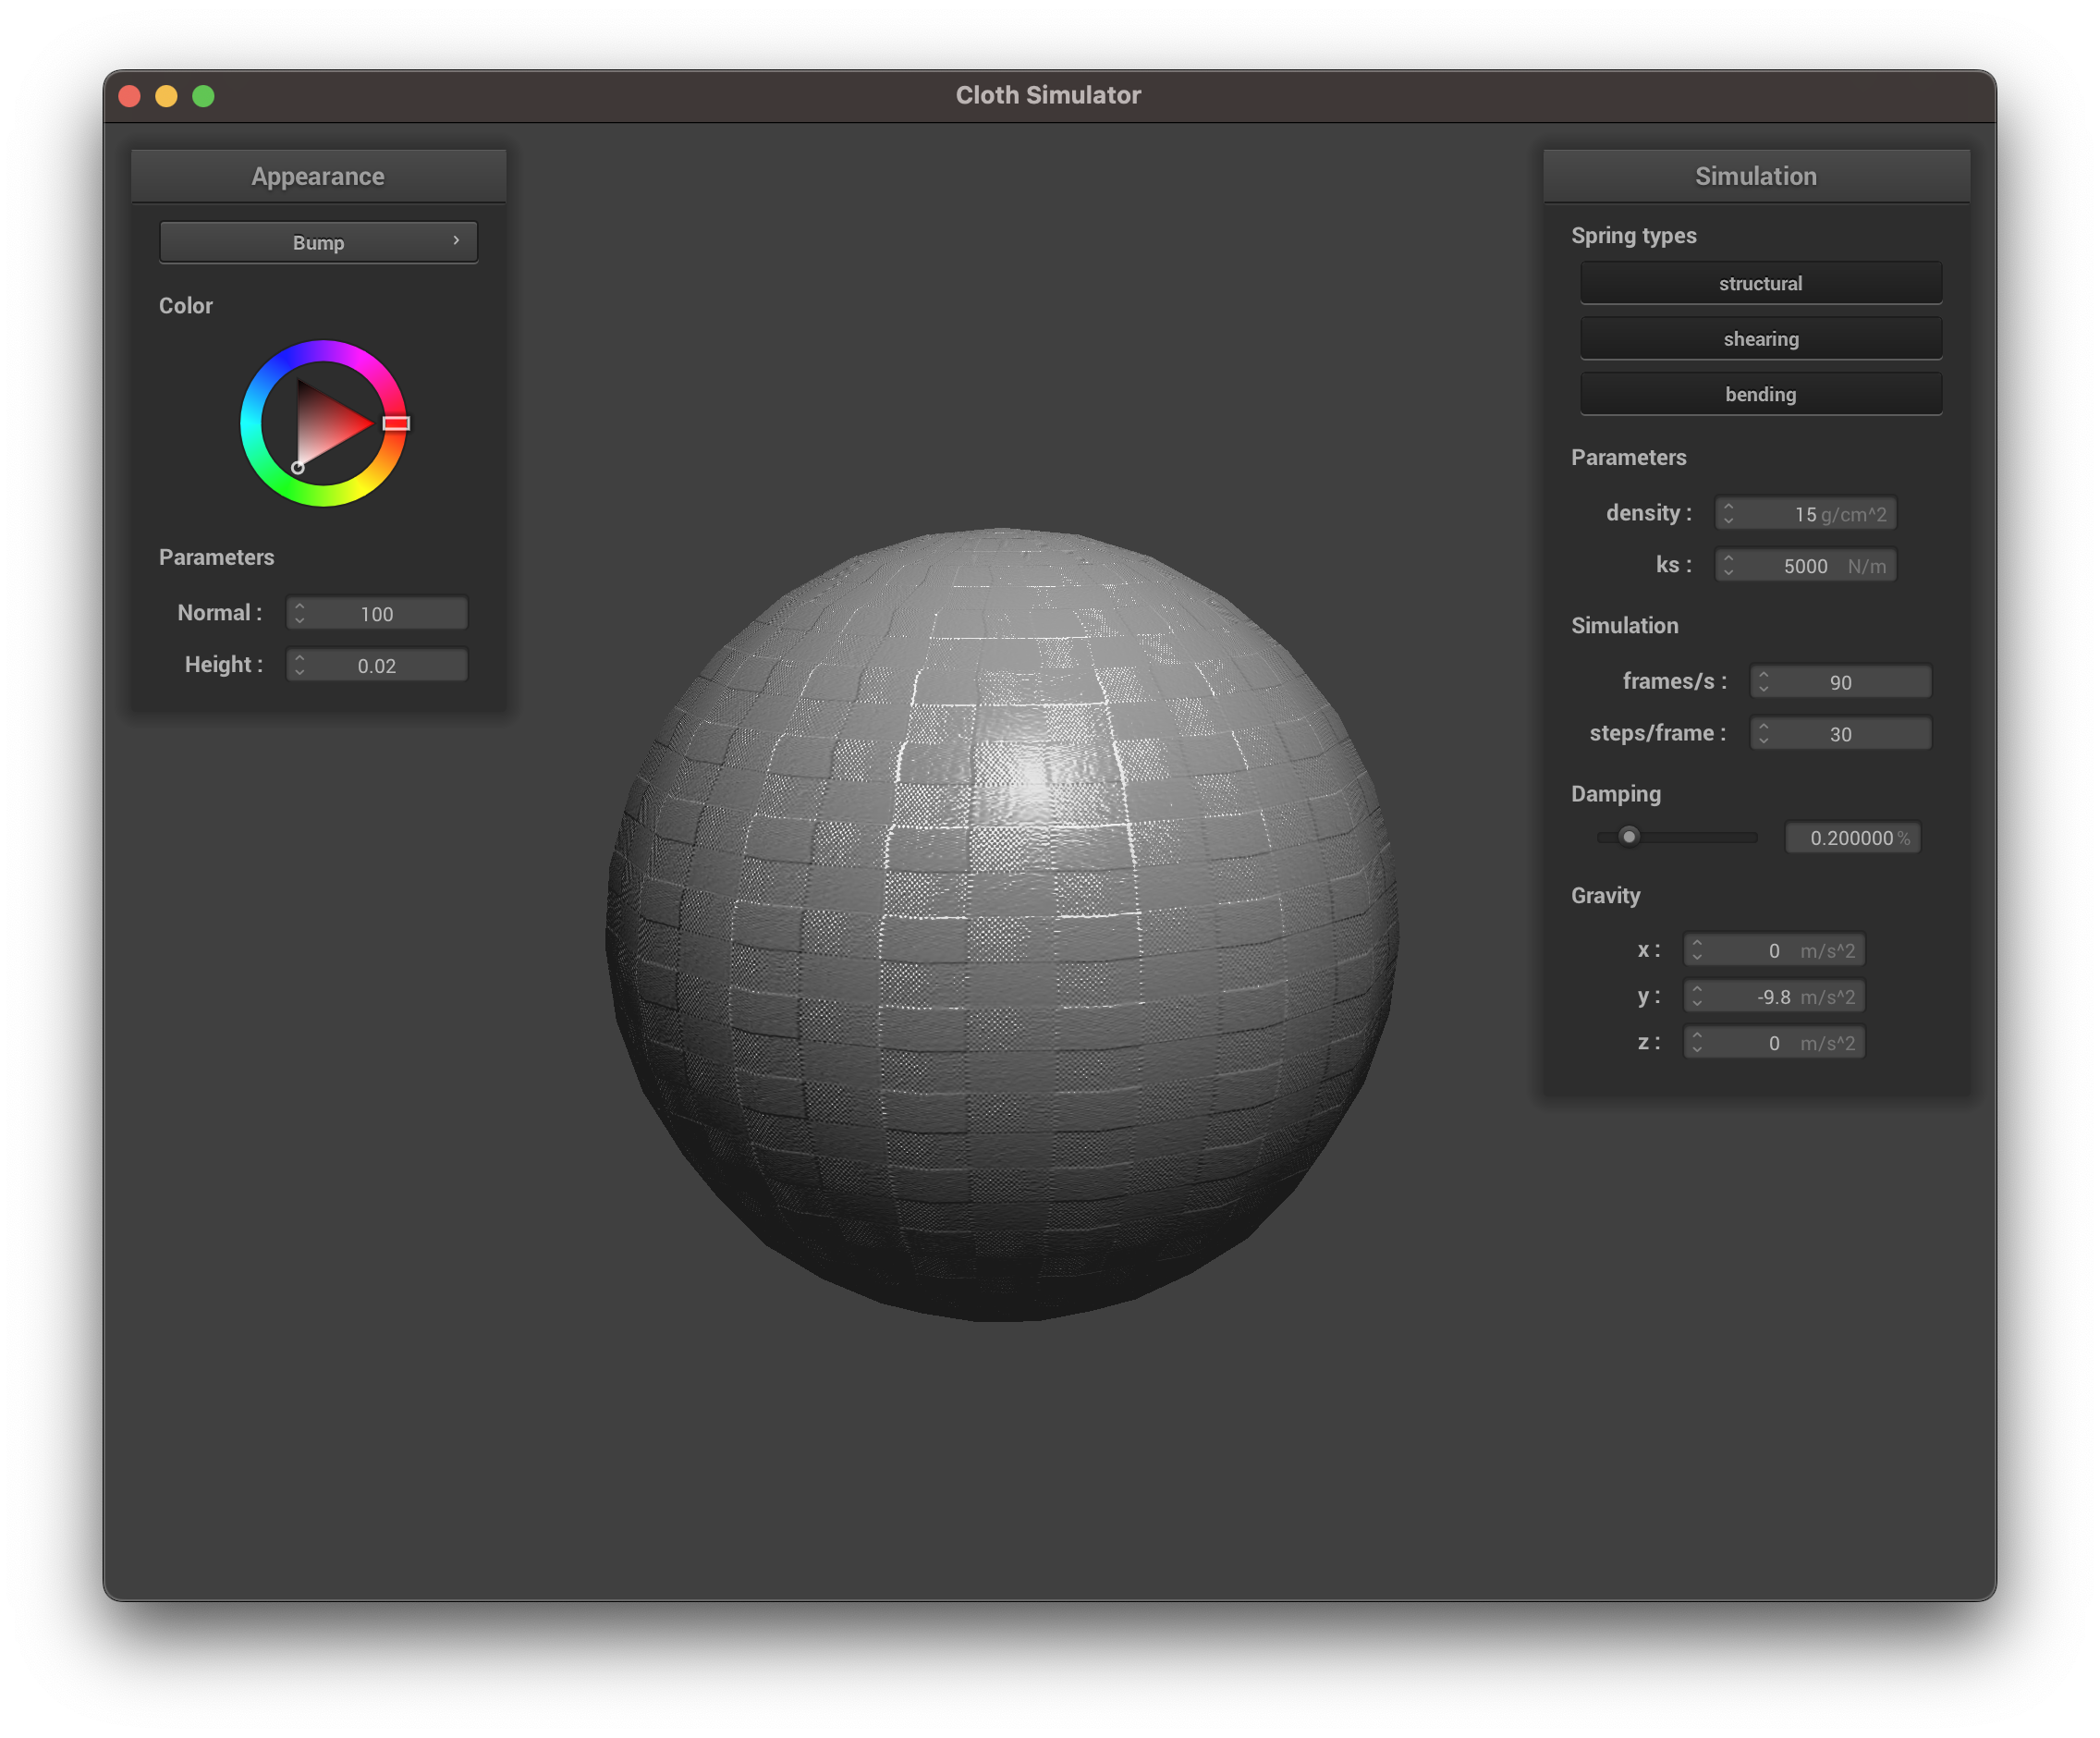 Cloth Simulator
Appearance
Bump
Color
Parameters
Normal : 100
Height : 0.02
Simulation
Spring types
structural
shearing
bending
Parameters
density : 15 g/cm^2
ks : 5000 N/m
Simulation
frames/s : 90
steps/frame : 30
Damping
0.200000 %
Gravity
x : 0 m/s^2
y : -9.8 m/s^2
z : 0 m/s^2